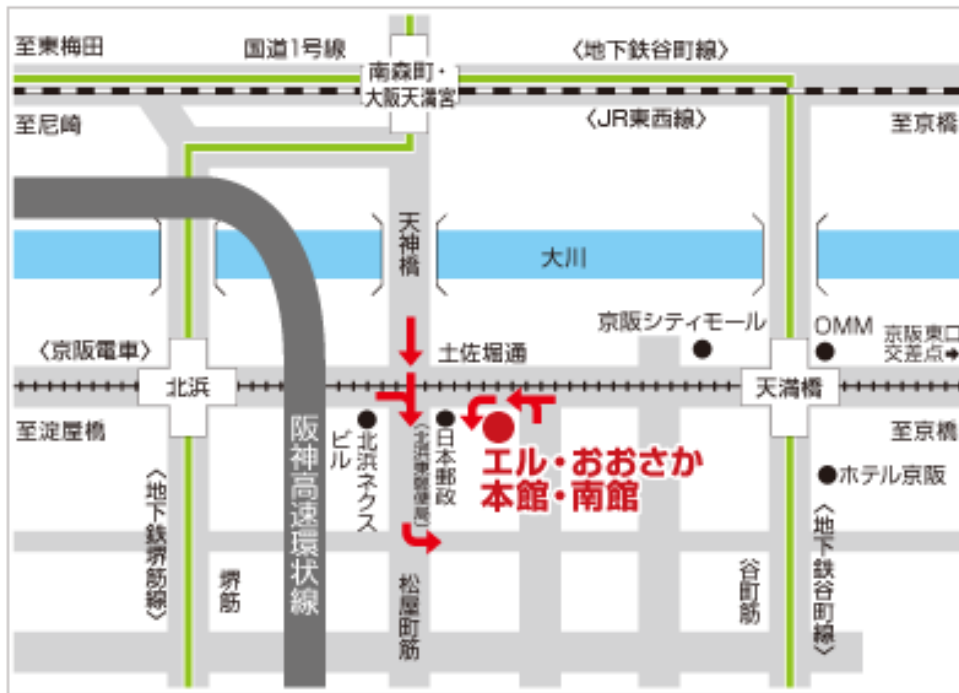 至東梅田
国道1号線
〈地下鉄谷町線〉
南森町・
大阪天満宮
至尼崎
〈JR東西線〉
至京橋
天神橋
大川
京阪シティモール
OMM
京阪東口
交差点➔
〈京阪電車〉
土佐堀通
北浜
天満橋
至淀屋橋
至京橋
阪神高速環状線
北浜ネクス
ビル
〈北浜東郵便局〉
日本郵政
エル・おおさか
本館・南館
ホテル京阪
〈地下鉄堺筋線〉
堺筋
松屋町筋
谷町筋
〈地下鉄谷町線〉